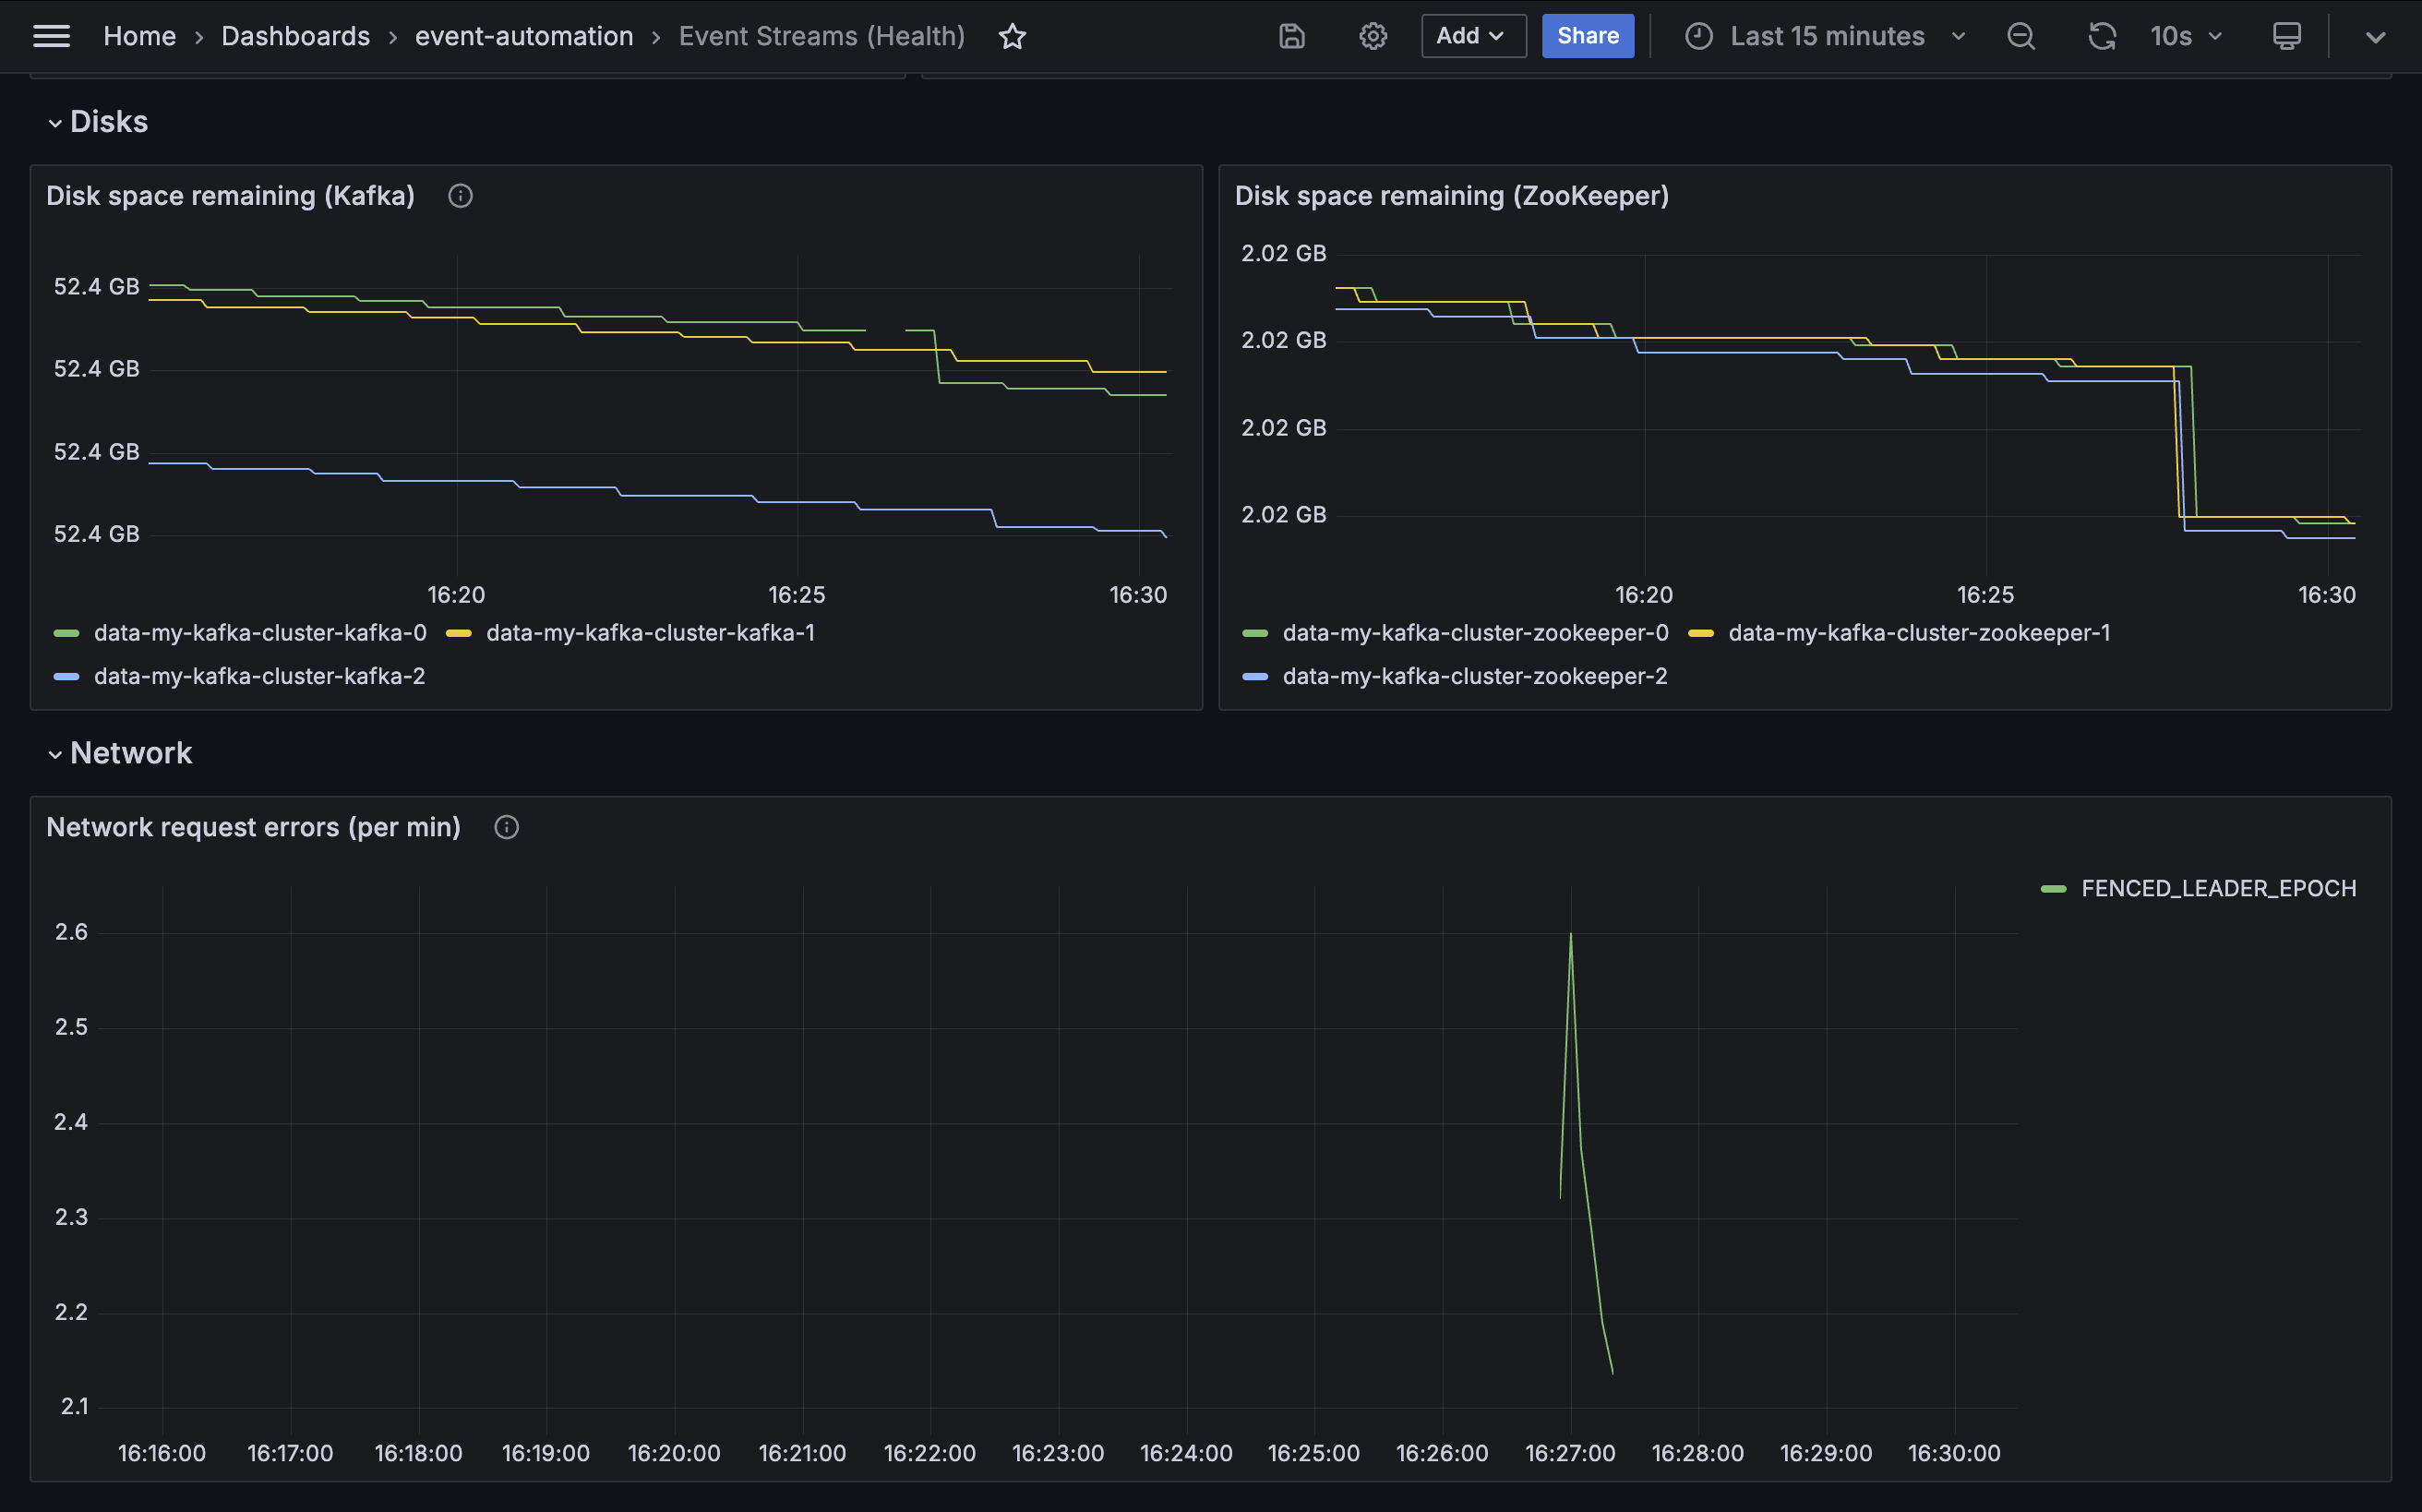 Home › Dashboards › event-automation › Event Streams (Health)
Add
Share
Last 15 minutes
10s
Disks
Disk space remaining (Kafka)
52.4 GB
52.4 GB
52.4 GB
52.4 GB
16:20 16:25 16:30
data-my-kafka-cluster-kafka-0 data-my-kafka-cluster-kafka-1
data-my-kafka-cluster-kafka-2
Disk space remaining (ZooKeeper)
2.02 GB
2.02 GB
2.02 GB
2.02 GB
16:20 16:25 16:30
data-my-kafka-cluster-zookeeper-0 data-my-kafka-cluster-zookeeper-1
data-my-kafka-cluster-zookeeper-2
Network
Network request errors (per min)
FENCED_LEADER_EPOCH
2.6
2.5
2.4
2.3
2.2
2.1
16:16:00 16:17:00 16:18:00 16:19:00 16:20:00 16:21:00 16:22:00 16:23:00 16:24:00 16:25:00 16:26:00 16:27:00 16:28:00 16:29:00 16:30:00